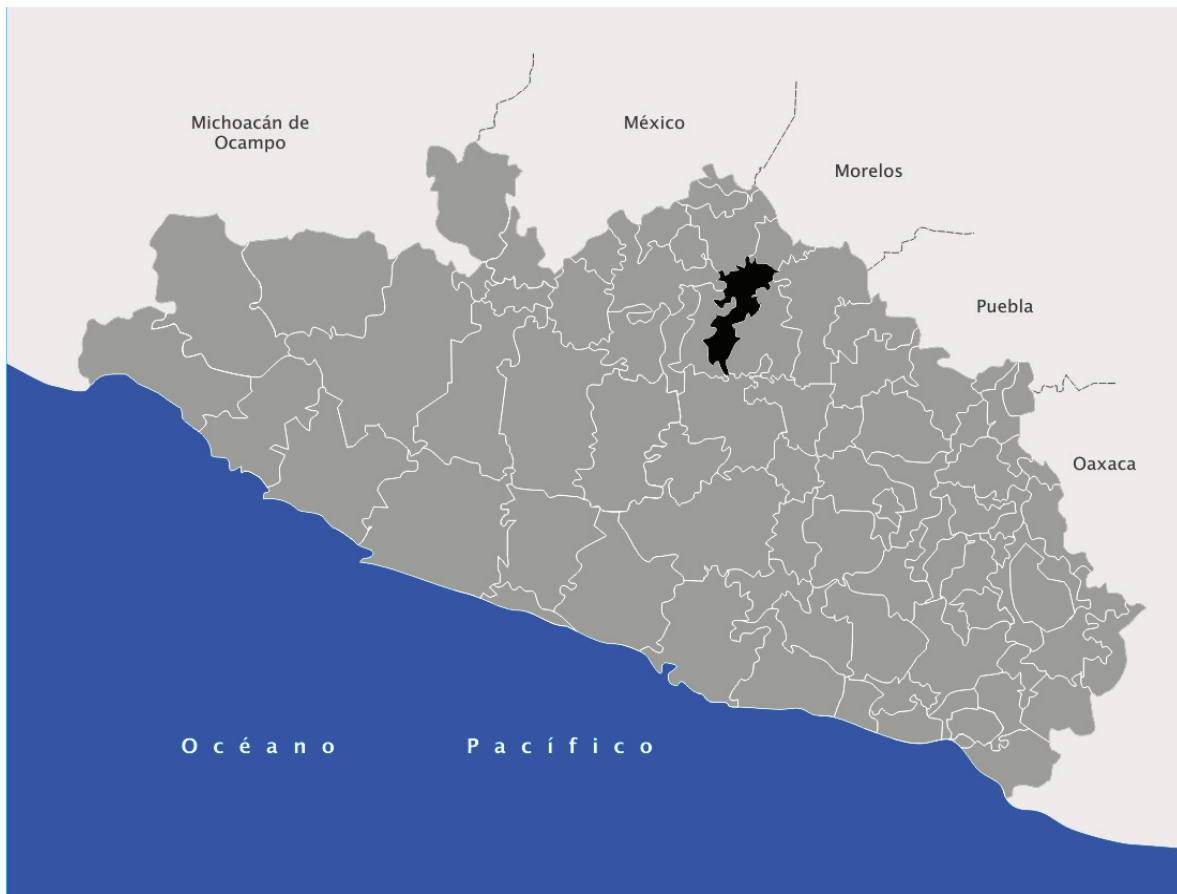 Michoacán de
Ocampo
México
Morelos
Puebla
Oaxaca
Océano Pacífico